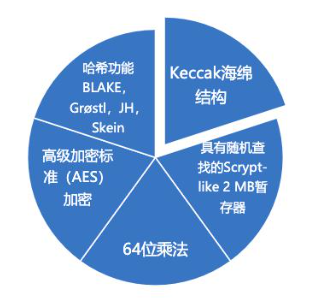 Keccak海绵
结构
具有随机查
找的Scrypt-
like 2 MB暂
存器
64位乘法
高级加密标
准（AES）
加密
哈希功能
BLAKE，
Grøstl，JH，
Skein